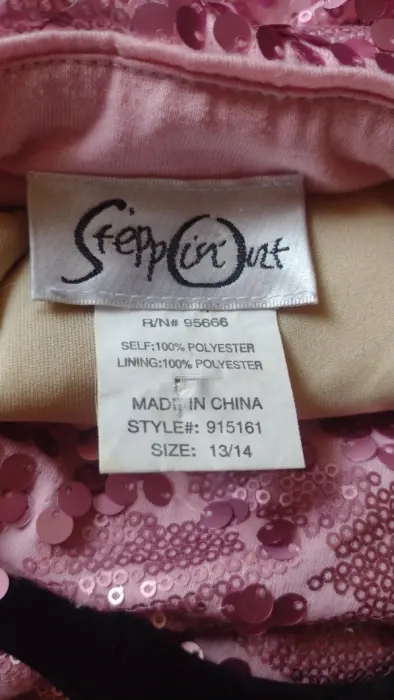 Steppin' Out
R/N# 95666
SELF:100% POLYESTER
LINING:100% POLYESTER
MADE IN CHINA
STYLE#: 915161
SIZE: 13/14